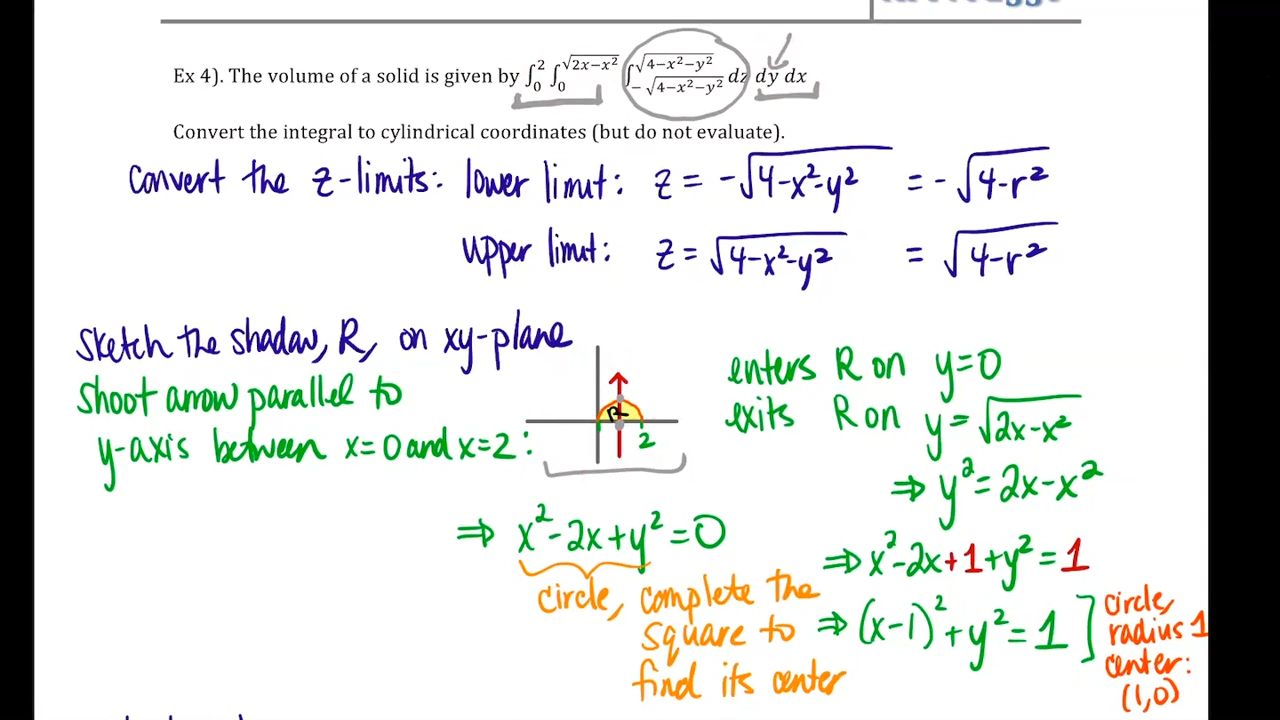 Ex 4). The volume of a solid is given by ∫₀² ∫₀^√(2x−x²) ∫_−√(4−x²−y²)^√(4−x²−y²) dz dy dx
Convert the integral to cylindrical coordinates (but do not evaluate).
Convert the z-limits: lower limit: z = -√(4-x²-y²) = -√(4-r²)
upper limit: z = √(4-x²-y²) = √(4-r²)
Sketch the shadow, R, on xy-plane
Shoot arrow parallel to
y-axis between x=0 and x=2:
R
2
enters R on y=0
exits R on y=√(2x-x²)
⇒ y²=2x-x²
⇒ x²-2x+y²=0
⇒ x²-2x+1+y²=1
circle, complete the
square to
find its center
⇒ (x-1)²+y²=1
circle,
radius 1
center:
(1,0)